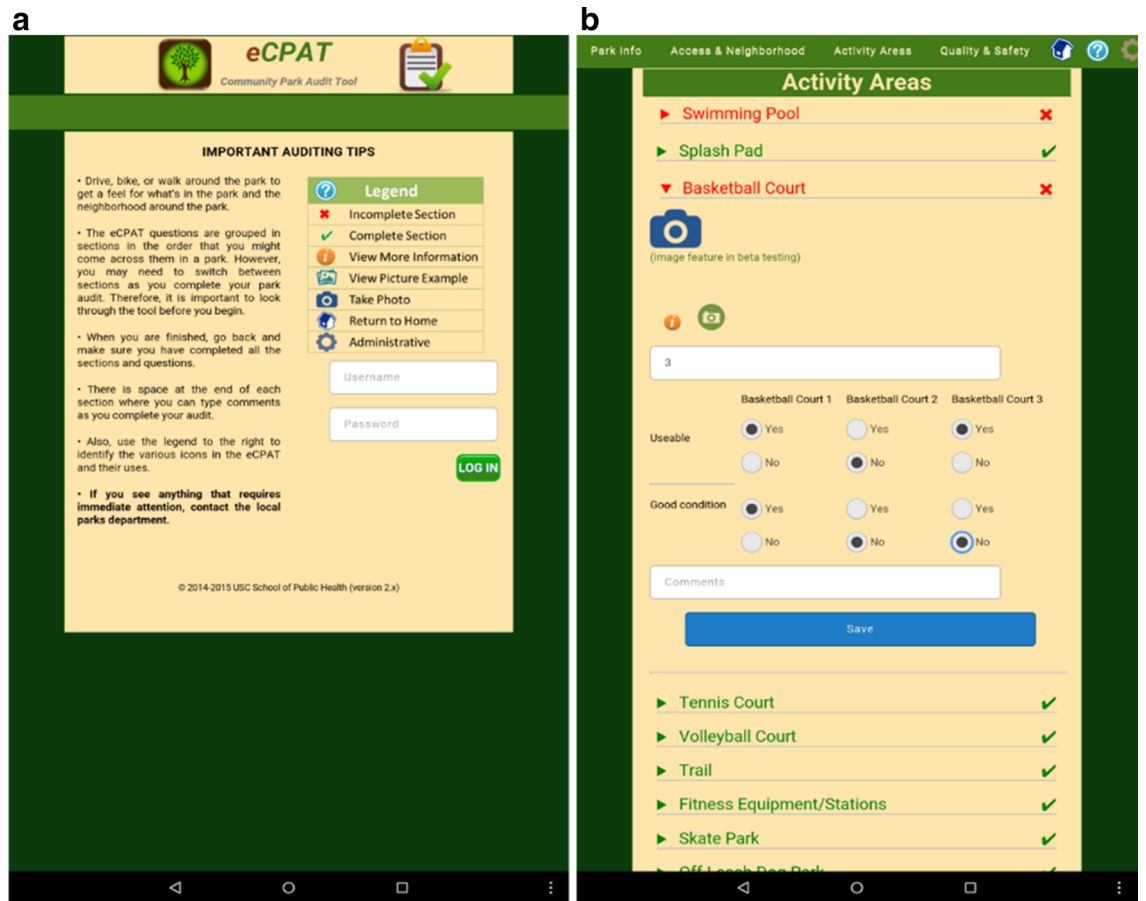 a
eCPAT
Community Park Audit Tool
IMPORTANT AUDITING TIPS
• Drive, bike, or walk around the park to
get a feel for what's in the park and the
neighborhood around the park.
• The eCPAT questions are grouped in
sections in the order that you might
come across them in a park. However,
you may need to switch between
sections as you complete your park
audit. Therefore, it is important to look
through the tool before you begin.
• When you are finished, go back and
make sure you have completed all the
sections and questions.
• There is space at the end of each
section where you can type comments
as you complete your audit.
• Also, use the legend to the right to
identify the various icons in the eCPAT
and their uses.
• If you see anything that requires
immediate attention, contact the local
parks department.
? Legend
Incomplete Section
Complete Section
i View More Information
View Picture Example
Take Photo
Return to Home
Administrative
Username
Password
LOG IN
© 2014-2015 USC School of Public Health (version 2.x)
b
Park Info Access & Neighborhood Activity Areas Quality & Safety ?
Activity Areas
Swimming Pool
Splash Pad
Basketball Court
(image feature in beta testing)
i
3
Basketball Court 1 Basketball Court 2 Basketball Court 3
Useable
Yes Yes Yes
No No No
Good condition
Yes Yes Yes
No No No
Comments
Save
Tennis Court
Volleyball Court
Trail
Fitness Equipment/Stations
Skate Park
Off-Leash Dog Park